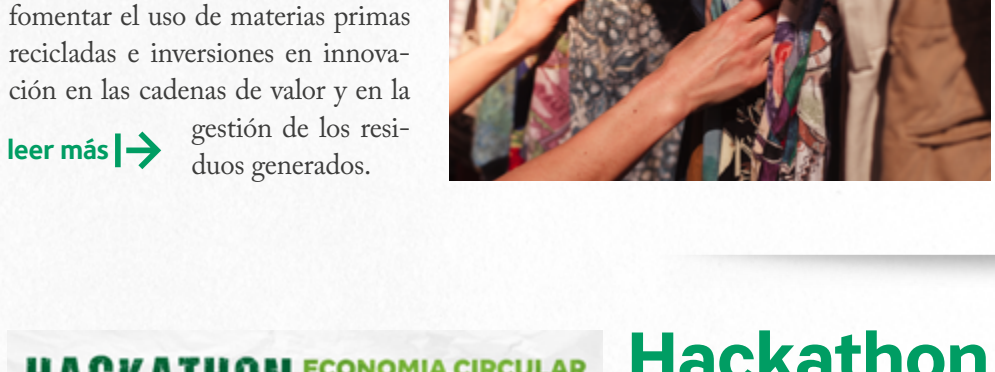 fomentar el uso de materias primas
recicladas e inversiones en innova-
ción en las cadenas de valor y en la
gestión de los resi-
duos generados.
leer más
HACKATHON ECONOMIA CIRCULAR
Hackathon